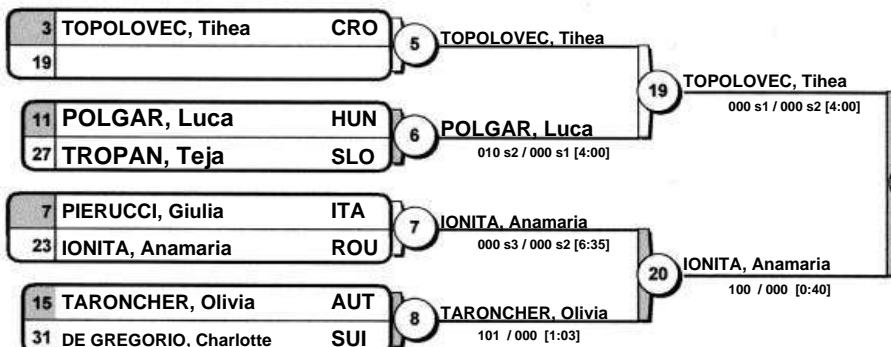 3 TOPOLOVEC, Tihea CRO
19
5 TOPOLOVEC, Tihea
11 POLGAR, Luca HUN
27 TROPAN, Teja SLO
6 POLGAR, Luca
010 s2 / 000 s1 [4:00]
19 TOPOLOVEC, Tihea
000 s1 / 000 s2 [4:00]
7 PIERUCCI, Giulia ITA
23 IONITA, Anamaria ROU
7 IONITA, Anamaria
000 s3 / 000 s2 [6:35]
15 TARONCHER, Olivia AUT
31 DE GREGORIO, Charlotte SUI
8 TARONCHER, Olivia
101 / 000 [1:03]
20 IONITA, Anamaria
100 / 000 [0:40]